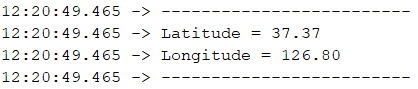 12:20:49.465 -> -------------------------
12:20:49.465 -> Latitude = 37.37
12:20:49.465 -> Longitude = 126.80
12:20:49.465 -> -------------------------